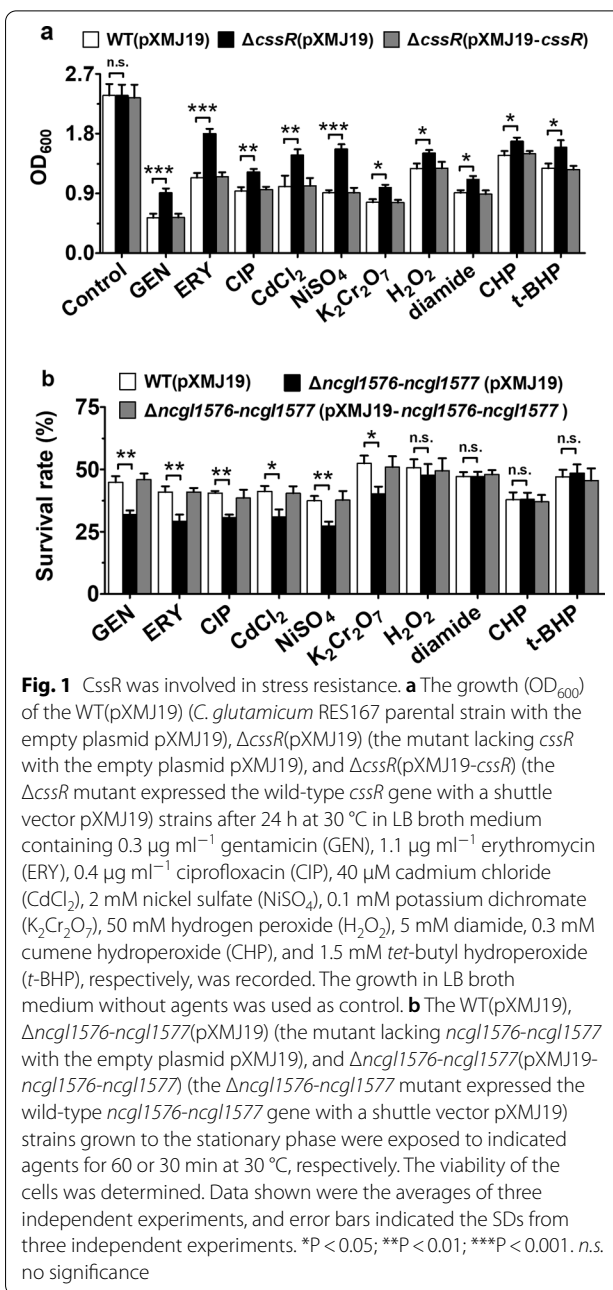 a
WT(pXMJ19) ΔcssR(pXMJ19) ΔcssR(pXMJ19-cssR)
OD₆₀₀
2.7
1.8
0.9
0.0
n.s.
***
***
**
**
***
*
*
*
*
*
Control
GEN
ERY
CIP
CdCl₂
NiSO₄
K₂Cr₂O₇
H₂O₂
diamide
CHP
t-BHP
b
WT(pXMJ19) Δncgl1576-ncgl1577 (pXMJ19)
Δncgl1576-ncgl1577 (pXMJ19-ncgl1576-ncgl1577 )
Survival rate (%)
75
50
25
0
**
**
**
*
**
*
n.s.
n.s.
n.s.
n.s.
GEN
ERY
CIP
CdCl₂
NiSO₄
K₂Cr₂O₇
H₂O₂
diamide
CHP
t-BHP
Fig. 1 CssR was involved in stress resistance. a The growth (OD₆₀₀)
of the WT(pXMJ19) (C. glutamicum RES167 parental strain with the
empty plasmid pXMJ19), ΔcssR(pXMJ19) (the mutant lacking cssR
with the empty plasmid pXMJ19), and ΔcssR(pXMJ19-cssR) (the
ΔcssR mutant expressed the wild-type cssR gene with a shuttle
vector pXMJ19) strains after 24 h at 30 °C in LB broth medium
containing 0.3 μg ml⁻¹ gentamicin (GEN), 1.1 μg ml⁻¹ erythromycin
(ERY), 0.4 μg ml⁻¹ ciprofloxacin (CIP), 40 μM cadmium chloride
(CdCl₂), 2 mM nickel sulfate (NiSO₄), 0.1 mM potassium dichromate
(K₂Cr₂O₇), 50 mM hydrogen peroxide (H₂O₂), 5 mM diamide, 0.3 mM
cumene hydroperoxide (CHP), and 1.5 mM tet-butyl hydroperoxide
(t-BHP), respectively, was recorded. The growth in LB broth
medium without agents was used as control. b The WT(pXMJ19),
Δncgl1576-ncgl1577(pXMJ19) (the mutant lacking ncgl1576-ncgl1577
with the empty plasmid pXMJ19), and Δncgl1576-ncgl1577(pXMJ19-
ncgl1576-ncgl1577) (the Δncgl1576-ncgl1577 mutant expressed the
wild-type ncgl1576-ncgl1577 gene with a shuttle vector pXMJ19)
strains grown to the stationary phase were exposed to indicated
agents for 60 or 30 min at 30 °C, respectively. The viability of the
cells was determined. Data shown were the averages of three
independent experiments, and error bars indicated the SDs from
three independent experiments. *P < 0.05; **P < 0.01; ***P < 0.001. n.s.
no significance